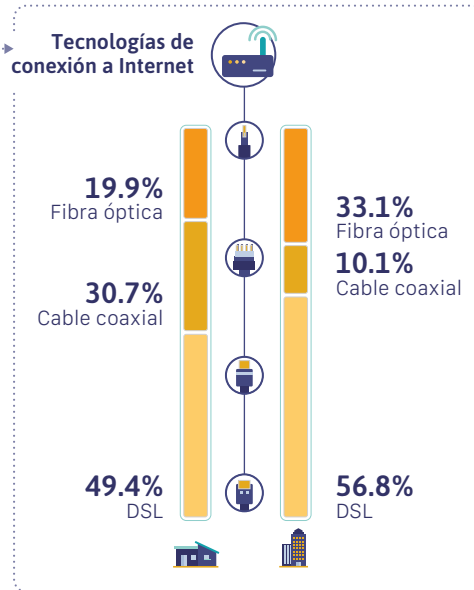 Tecnologías de
conexión a Internet
19.9%
Fibra óptica
30.7%
Cable coaxial
49.4%
DSL
33.1%
Fibra óptica
10.1%
Cable coaxial
56.8%
DSL